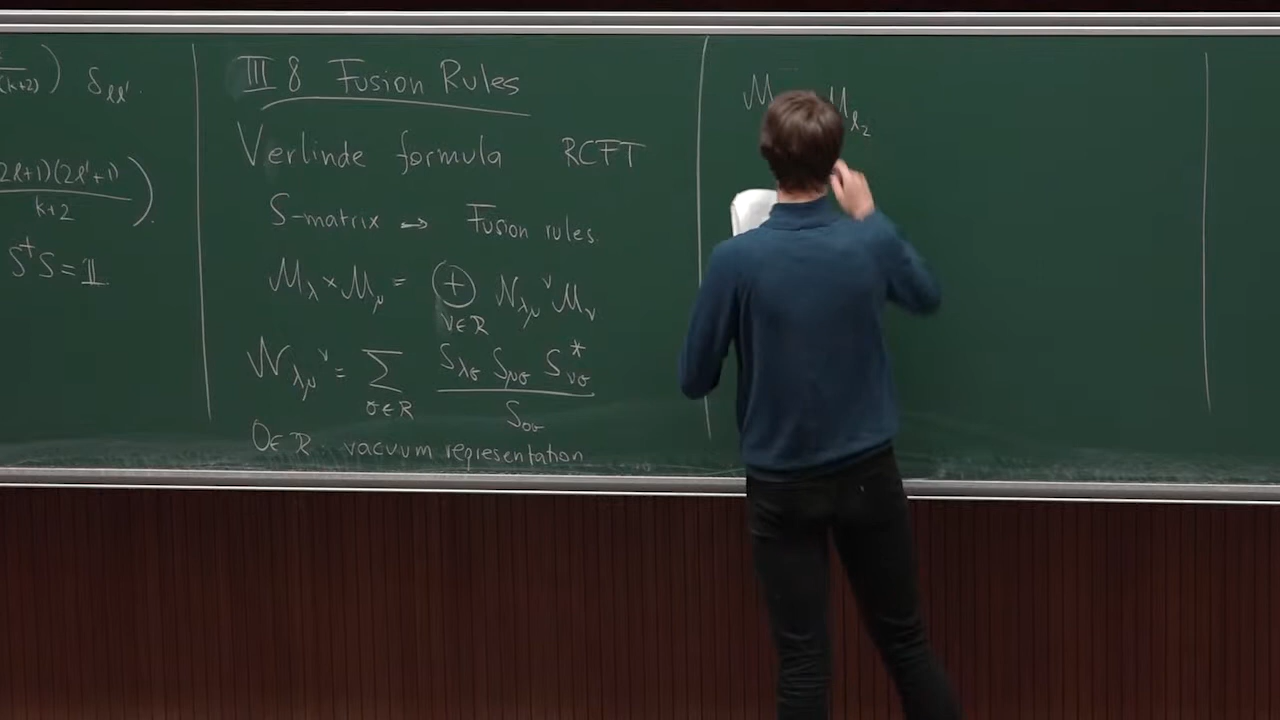 (k+2) ) δ_{ℓℓ'}.
2ℓ+1)(2ℓ'+1) / k+2 ).
S†S = 𝟙
III 8 Fusion Rules
Verlinde formula RCFT
S-matrix → Fusion rules.
M_λ × M_μ = ⊕_{ν∈R} N_{λμ}^ν M_ν
N_{λμ}^ν = Σ_{σ∈R} S_{λσ} S_{μσ} S*_{νσ} / S_{0σ}
0∈R vacuum representation
M M_{ℓ_2}